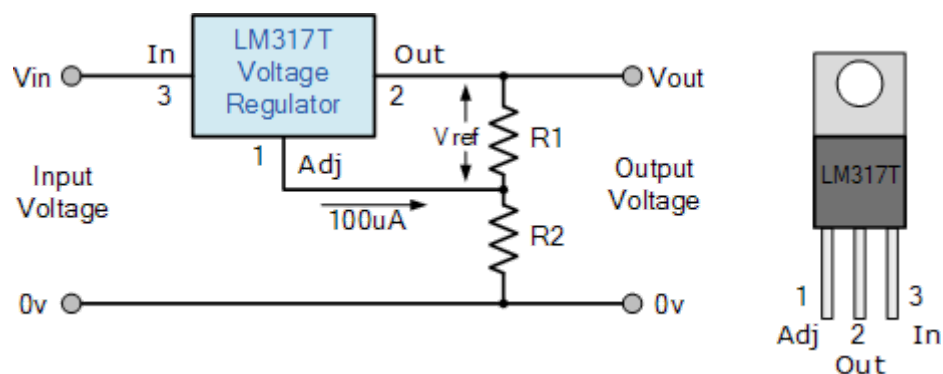 Vin
In
3
LM317T
Voltage
Regulator
Out
2
Vout
1
Adj
Vref
R1
Input
Voltage
100uA
R2
Output
Voltage
0v
0v
LM317T
1
Adj
2
Out
3
In